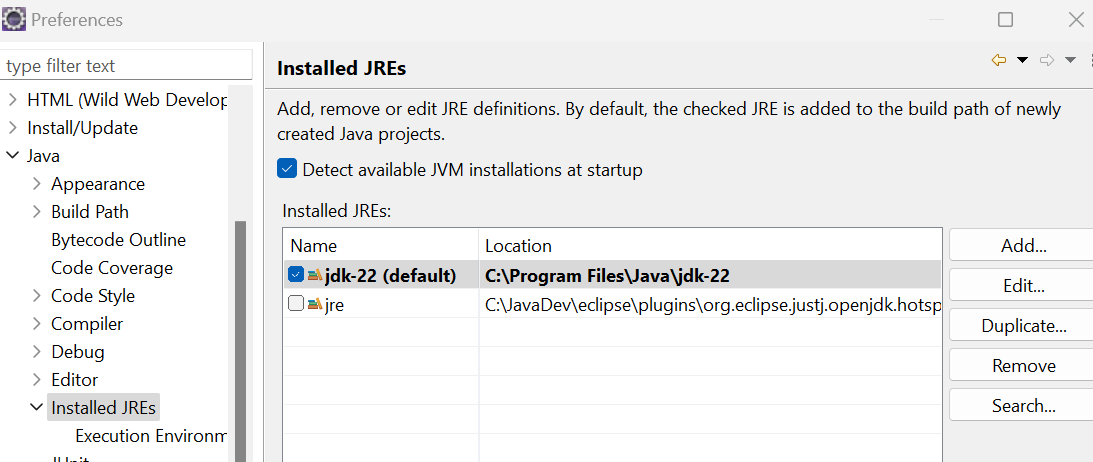 Preferences
type filter text
HTML (Wild Web Develop
Install/Update
Java
Appearance
Build Path
Bytecode Outline
Code Coverage
Code Style
Compiler
Debug
Editor
Installed JREs
Execution Environm
Installed JREs
Add, remove or edit JRE definitions. By default, the checked JRE is added to the build path of newly
created Java projects.
Detect available JVM installations at startup
Installed JREs:
Name Location
jdk-22 (default) C:\Program Files\Java\jdk-22
jre C:\JavaDev\eclipse\plugins\org.eclipse.justj.openjdk.hotsp
Add...
Edit...
Duplicate...
Remove
Search...